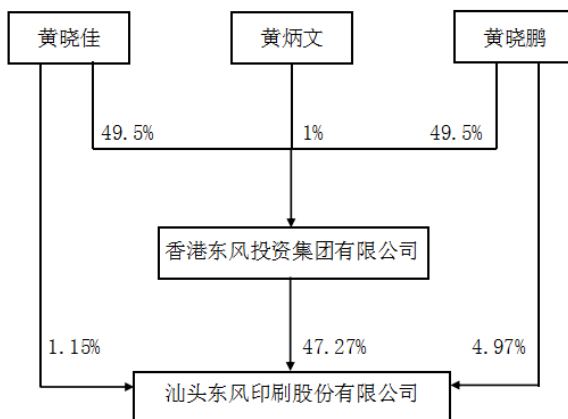 黄晓佳 黄炳文 黄晓鹏
49.5% 1% 49.5%
香港东风投资集团有限公司
1.15% 47.27% 4.97%
汕头东风印刷股份有限公司